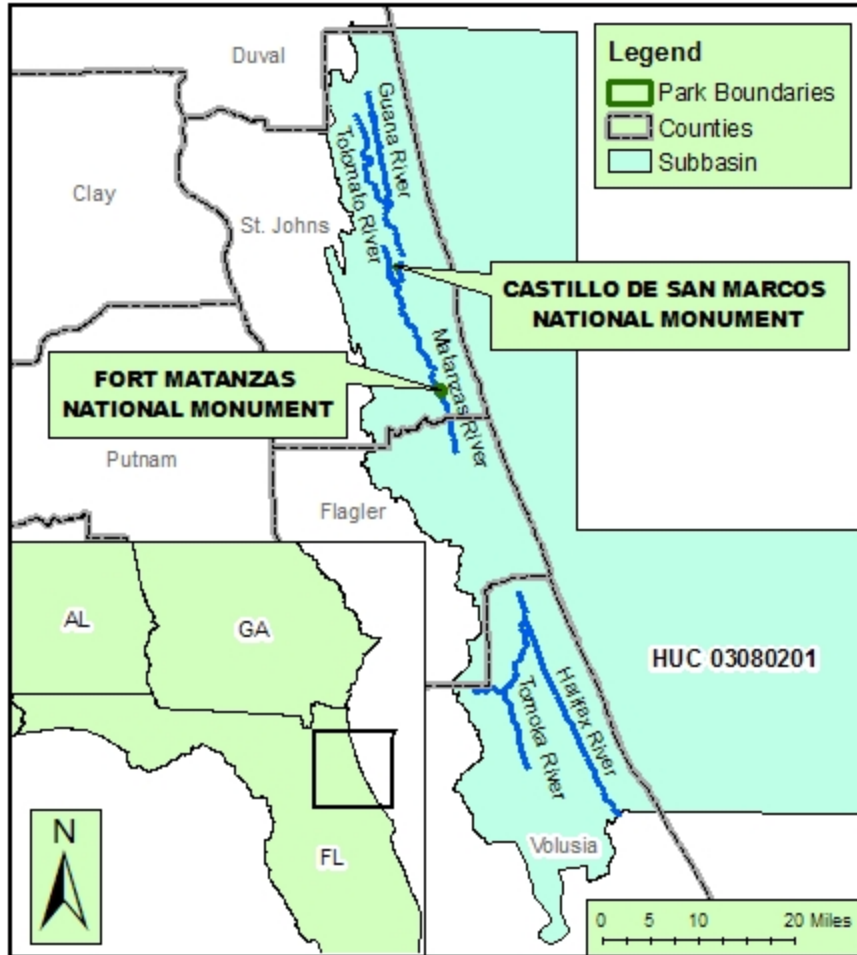 Duval
Legend
Park Boundaries
Counties
Subbasin
Guana River
Tolomato River
Clay
St. Johns
CASTILLO DE SAN MARCOS
NATIONAL MONUMENT
Matanzas River
FORT MATANZAS
NATIONAL MONUMENT
Putnam
Flagler
AL
GA
HUC 03080201
Halifax River
Tomoka River
N
FL
Volusia
0 5 10 20 Miles